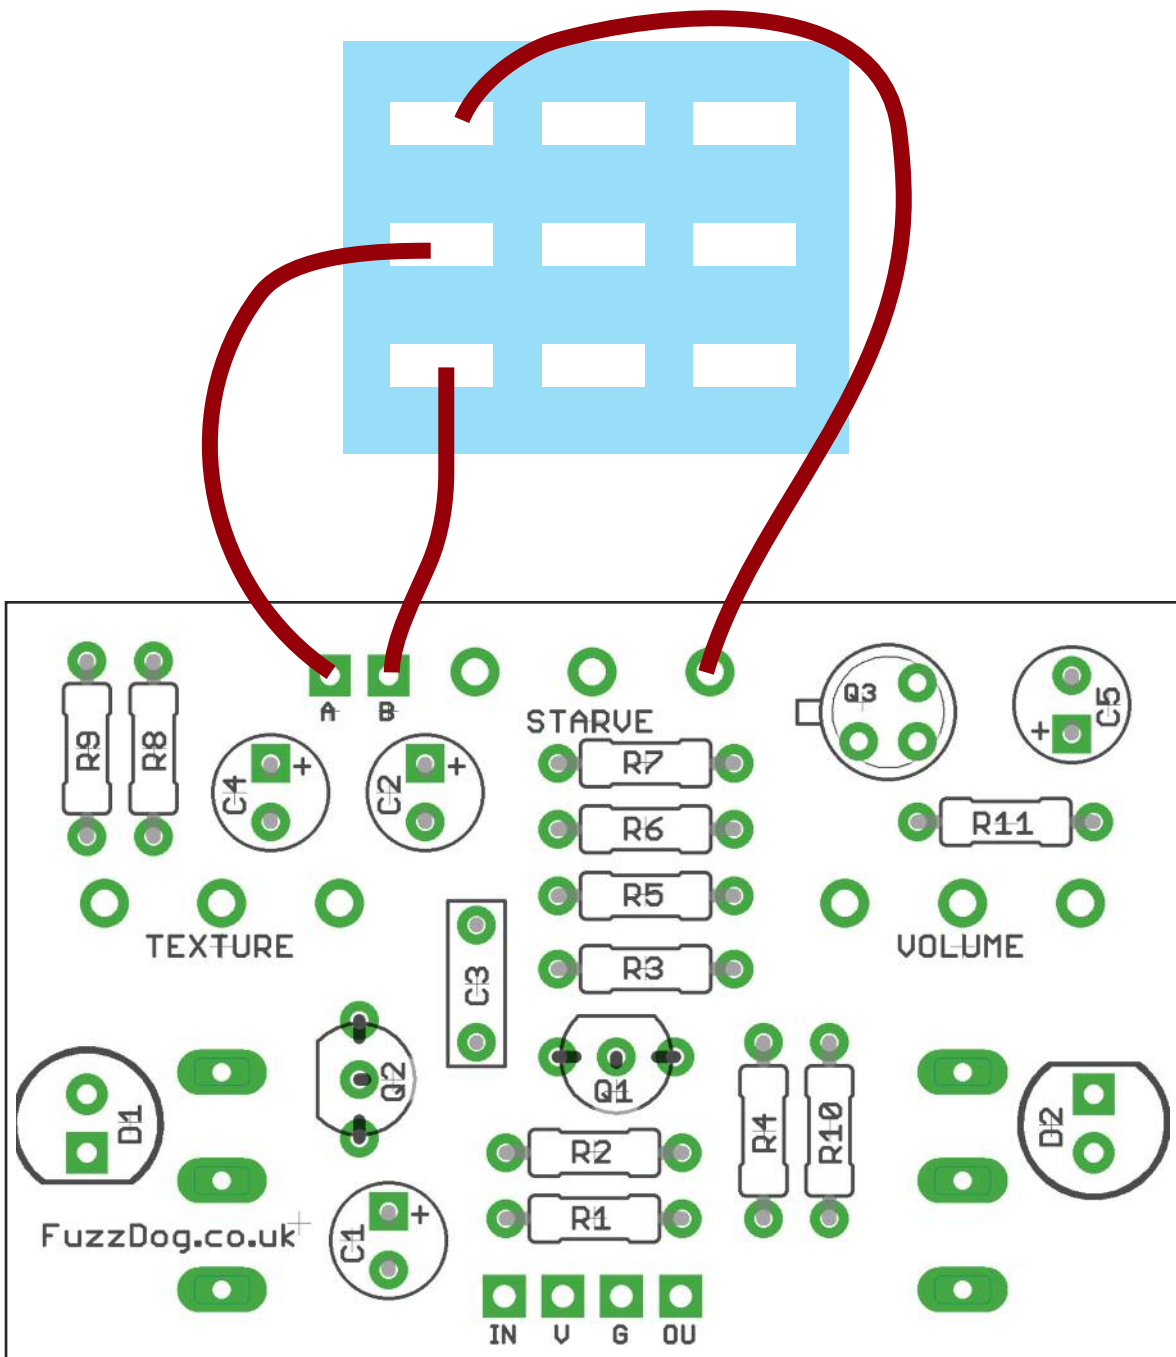 A B
STARVE
Q3
C5
+
R9
R8
C4
+
C2
+
R7
R6
R5
R3
R11
TEXTURE
VOLUME
C3
Q2
Q1
D1
D2
R4
R10
R2
R1
FuzzDog.co.uk
C1
+
IN V G OU